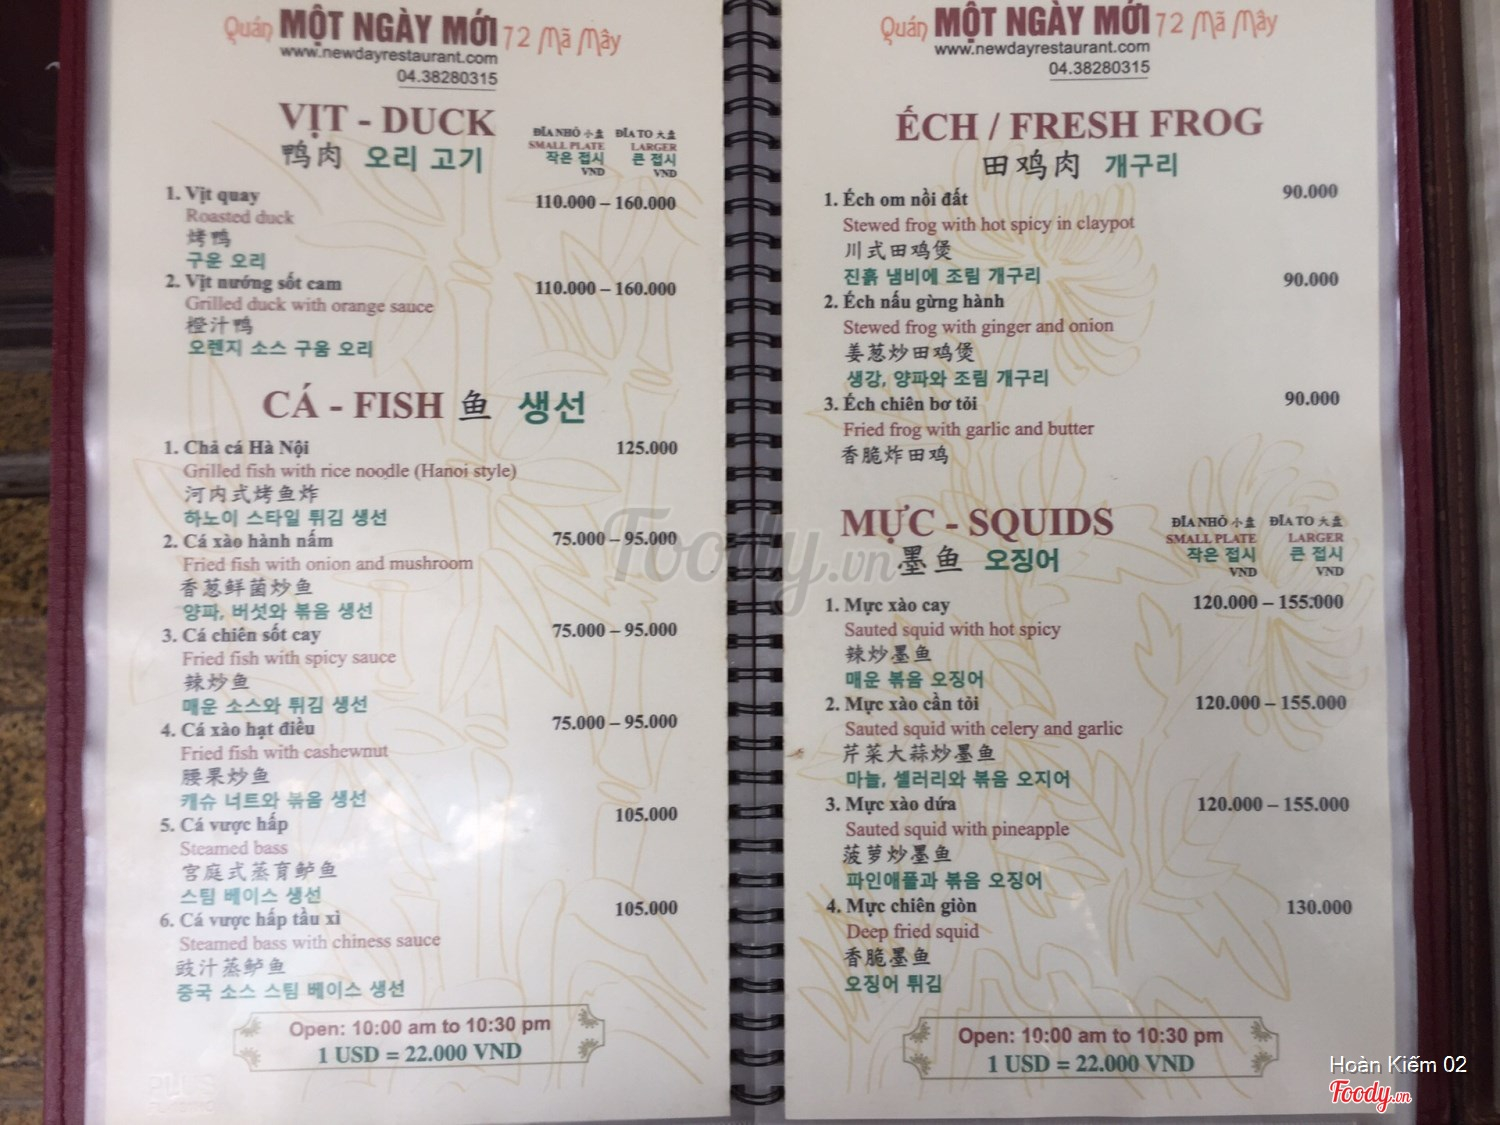 Quán MỘT NGÀY MỚI 72 Mã Mây
www.newdayrestaurant.com
04.38280315
VỊT - DUCK
鸭肉 오리 고기
ĐĨA NHỎ 小盘 ĐĨA TO 大盘
SMALL PLATE LARGER
작은 접시 큰 접시
VND VND
1. Vịt quay 110.000 – 160.000
Roasted duck
烤鸭
구운 오리
2. Vịt nướng sốt cam 110.000 – 160.000
Grilled duck with orange sauce
橙汁鸭
오렌지 소스 구움 오리
CÁ - FISH 鱼 생선
1. Chả cá Hà Nội 125.000
Grilled fish with rice noodle (Hanoi style)
河内式烤鱼炸
하노이 스타일 튀김 생선
2. Cá xào hành nấm 75.000 – 95.000
Fried fish with onion and mushroom
香葱鲜菌炒鱼
양파, 버섯와 볶음 생선
3. Cá chiên sốt cay 75.000 – 95.000
Fried fish with spicy sauce
辣炒鱼
매운 소스와 튀김 생선
4. Cá xào hạt điều 75.000 – 95.000
Fried fish with cashewnut
腰果炒鱼
캐슈 너트와 볶음 생선
5. Cá vược hấp 105.000
Steamed bass
宫庭式蒸育鲈鱼
스팀 베이스 생선
6. Cá vược hấp tầu xì 105.000
Steamed bass with chiness sauce
豉汁蒸鲈鱼
중국 소스 스팀 베이스 생선
Open: 10:00 am to 10:30 pm
1 USD = 22.000 VND
Quán MỘT NGÀY MỚI 72 Mã Mây
www.newdayrestaurant.com
04.38280315
ẾCH / FRESH FROG
田鸡肉 개구리
1. Ếch om nồi đất 90.000
Stewed frog with hot spicy in claypot
川式田鸡煲
진흙 냄비에 조림 개구리
2. Ếch nấu gừng hành 90.000
Stewed frog with ginger and onion
姜葱炒田鸡煲
생강, 양파와 조림 개구리
3. Ếch chiên bơ tỏi 90.000
Fried frog with garlic and butter
香脆炸田鸡
MỰC - SQUIDS
墨鱼 오징어
ĐĨA NHỎ 小盘 ĐĨA TO 大盘
SMALL PLATE LARGER
작은 접시 큰 접시
VND VND
1. Mực xào cay 120.000 – 155.000
Sauted squid with hot spicy
辣炒墨鱼
매운 볶음 오징어
2. Mực xào cần tỏi 120.000 – 155.000
Sauted squid with celery and garlic
芹菜大蒜炒墨鱼
마늘, 셀러리와 볶음 오지어
3. Mực xào dứa 120.000 – 155.000
Sauted squid with pineapple
菠萝炒墨鱼
파인애플과 볶음 오징어
4. Mực chiên giòn 130.000
Deep fried squid
香脆墨鱼
오징어 튀김
Open: 10:00 am to 10:30 pm
1 USD = 22.000 VND
Foody.vn
Hoàn Kiếm 02
Foody.vn